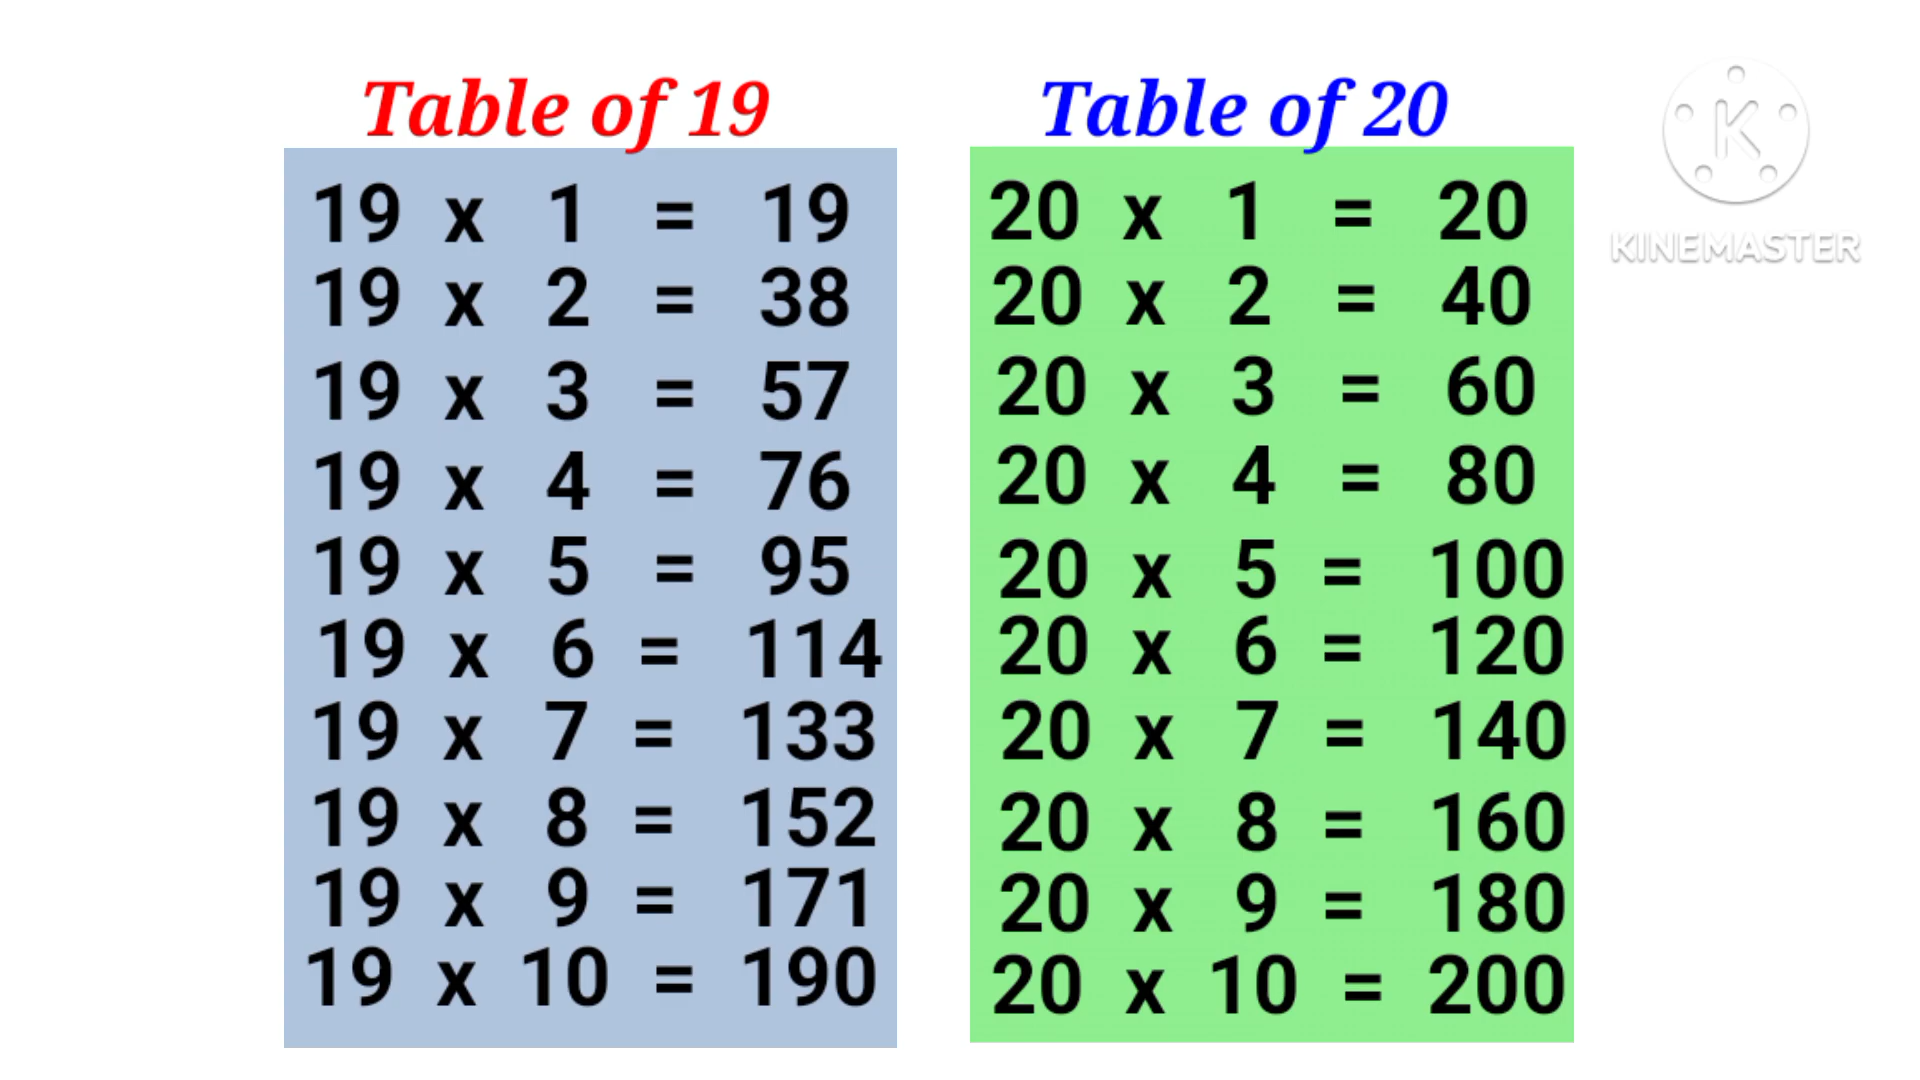 Table of 19
19 x 1 = 19
19 x 2 = 38
19 x 3 = 57
19 x 4 = 76
19 x 5 = 95
19 x 6 = 114
19 x 7 = 133
19 x 8 = 152
19 x 9 = 171
19 x 10 = 190
Table of 20
20 x 1 = 20
20 x 2 = 40
20 x 3 = 60
20 x 4 = 80
20 x 5 = 100
20 x 6 = 120
20 x 7 = 140
20 x 8 = 160
20 x 9 = 180
20 x 10 = 200
K
KINEMASTER